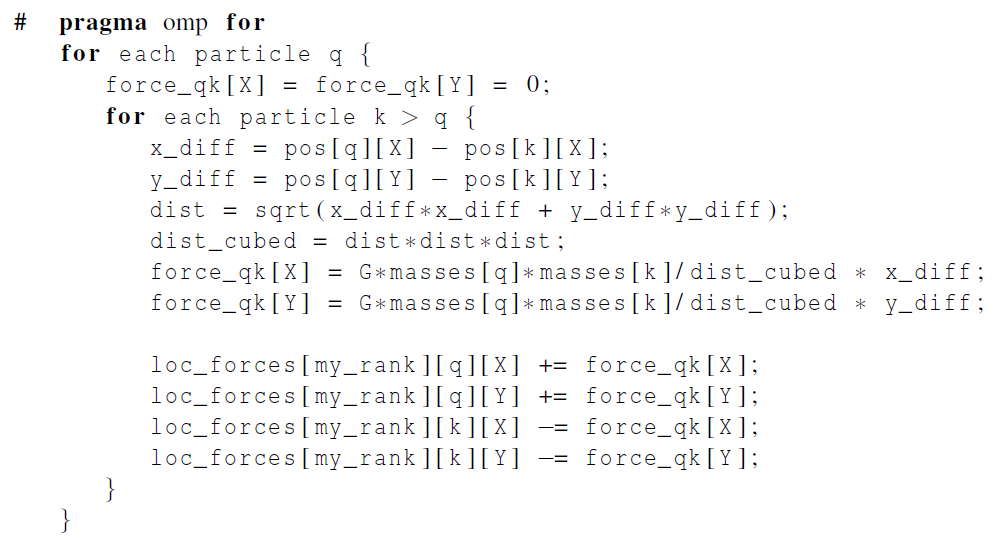 # pragma omp for
for each particle q {
force_qk[X] = force_qk[Y] = 0;
for each particle k > q {
x_diff = pos[q][X] − pos[k][X];
y_diff = pos[q][Y] − pos[k][Y];
dist = sqrt(x_diff*x_diff + y_diff*y_diff);
dist_cubed = dist*dist*dist;
force_qk[X] = G*masses[q]*masses[k]/dist_cubed * x_diff;
force_qk[Y] = G*masses[q]*masses[k]/dist_cubed * y_diff;
loc_forces[my_rank][q][X] += force_qk[X];
loc_forces[my_rank][q][Y] += force_qk[Y];
loc_forces[my_rank][k][X] −= force_qk[X];
loc_forces[my_rank][k][Y] −= force_qk[Y];
}
}